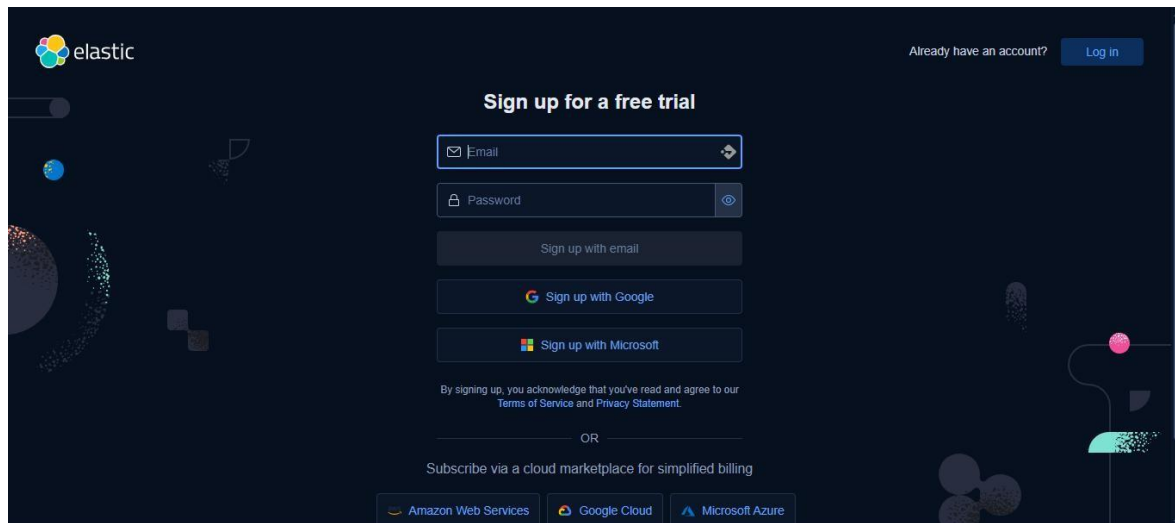 elastic
Already have an account?
Log in
Sign up for a free trial
Email
Password
Sign up with email
Sign up with Google
Sign up with Microsoft
By signing up, you acknowledge that you've read and agree to our
Terms of Service and Privacy Statement.
OR
Subscribe via a cloud marketplace for simplified billing
Amazon Web Services
Google Cloud
Microsoft Azure